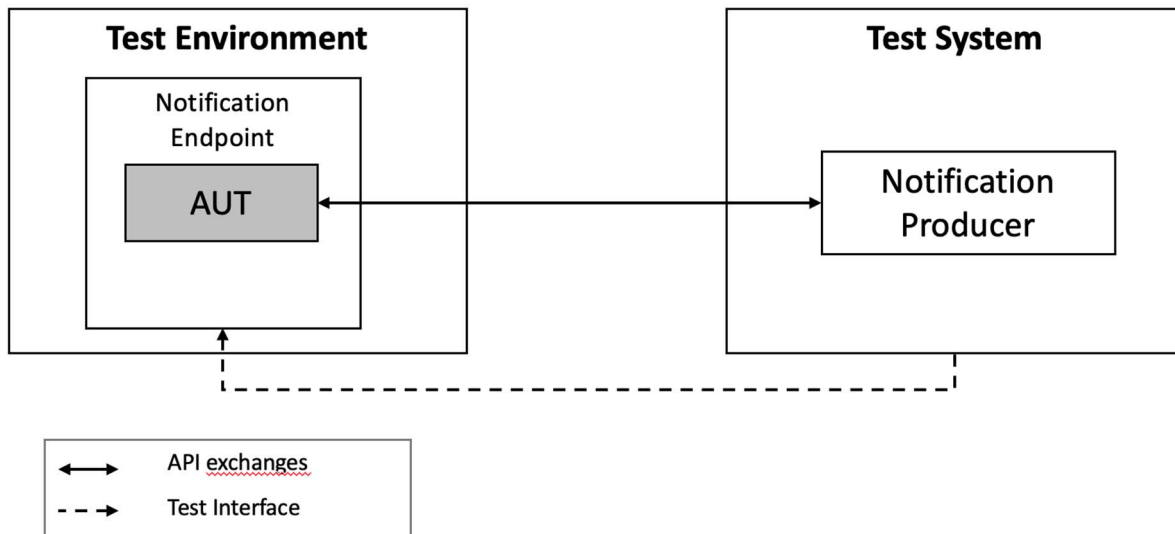 Test Environment
Test System
Notification
Endpoint
AUT
Notification
Producer
API exchanges
Test Interface